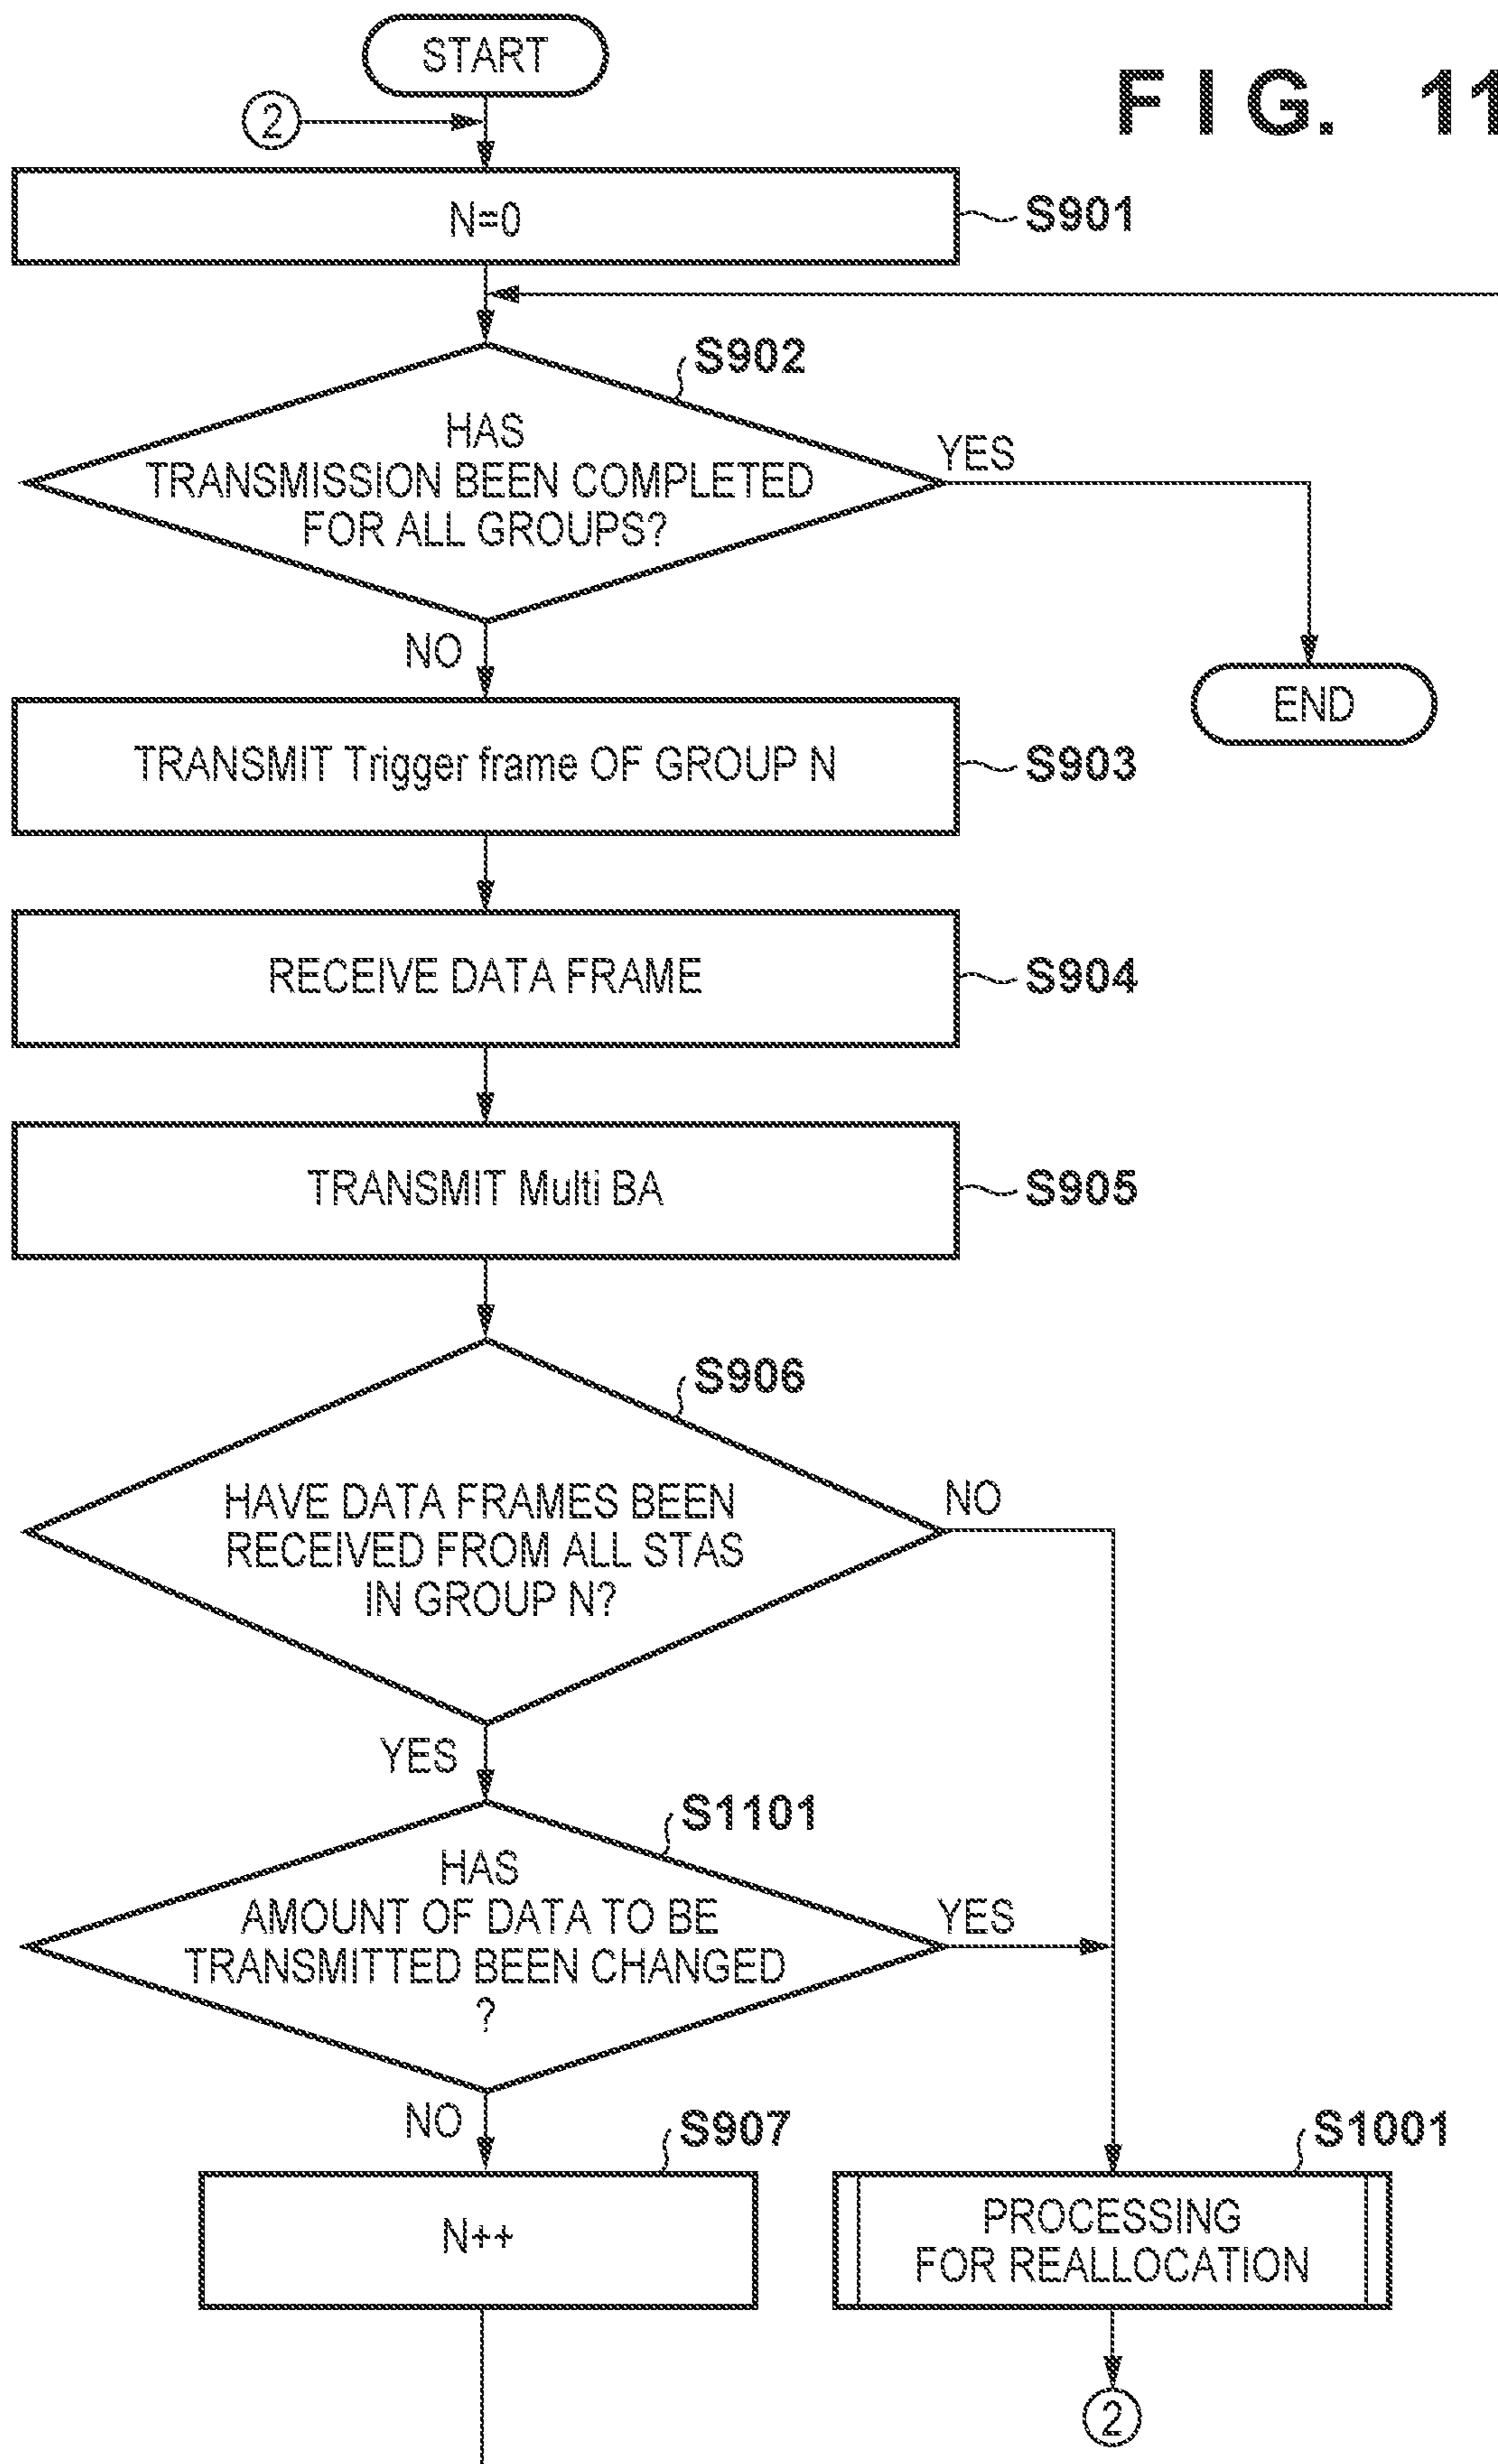 START
FIG. 11
2
N=0
S901
S902
HAS
TRANSMISSION BEEN COMPLETED
FOR ALL GROUPS?
YES
NO
END
TRANSMIT Trigger frame OF GROUP N
S903
RECEIVE DATA FRAME
S904
TRANSMIT Multi BA
S905
S906
HAVE DATA FRAMES BEEN
RECEIVED FROM ALL STAS
IN GROUP N?
NO
YES
S1101
HAS
AMOUNT OF DATA TO BE
TRANSMITTED BEEN CHANGED
?
YES
NO
S907
N++
S1001
PROCESSING
FOR REALLOCATION
2